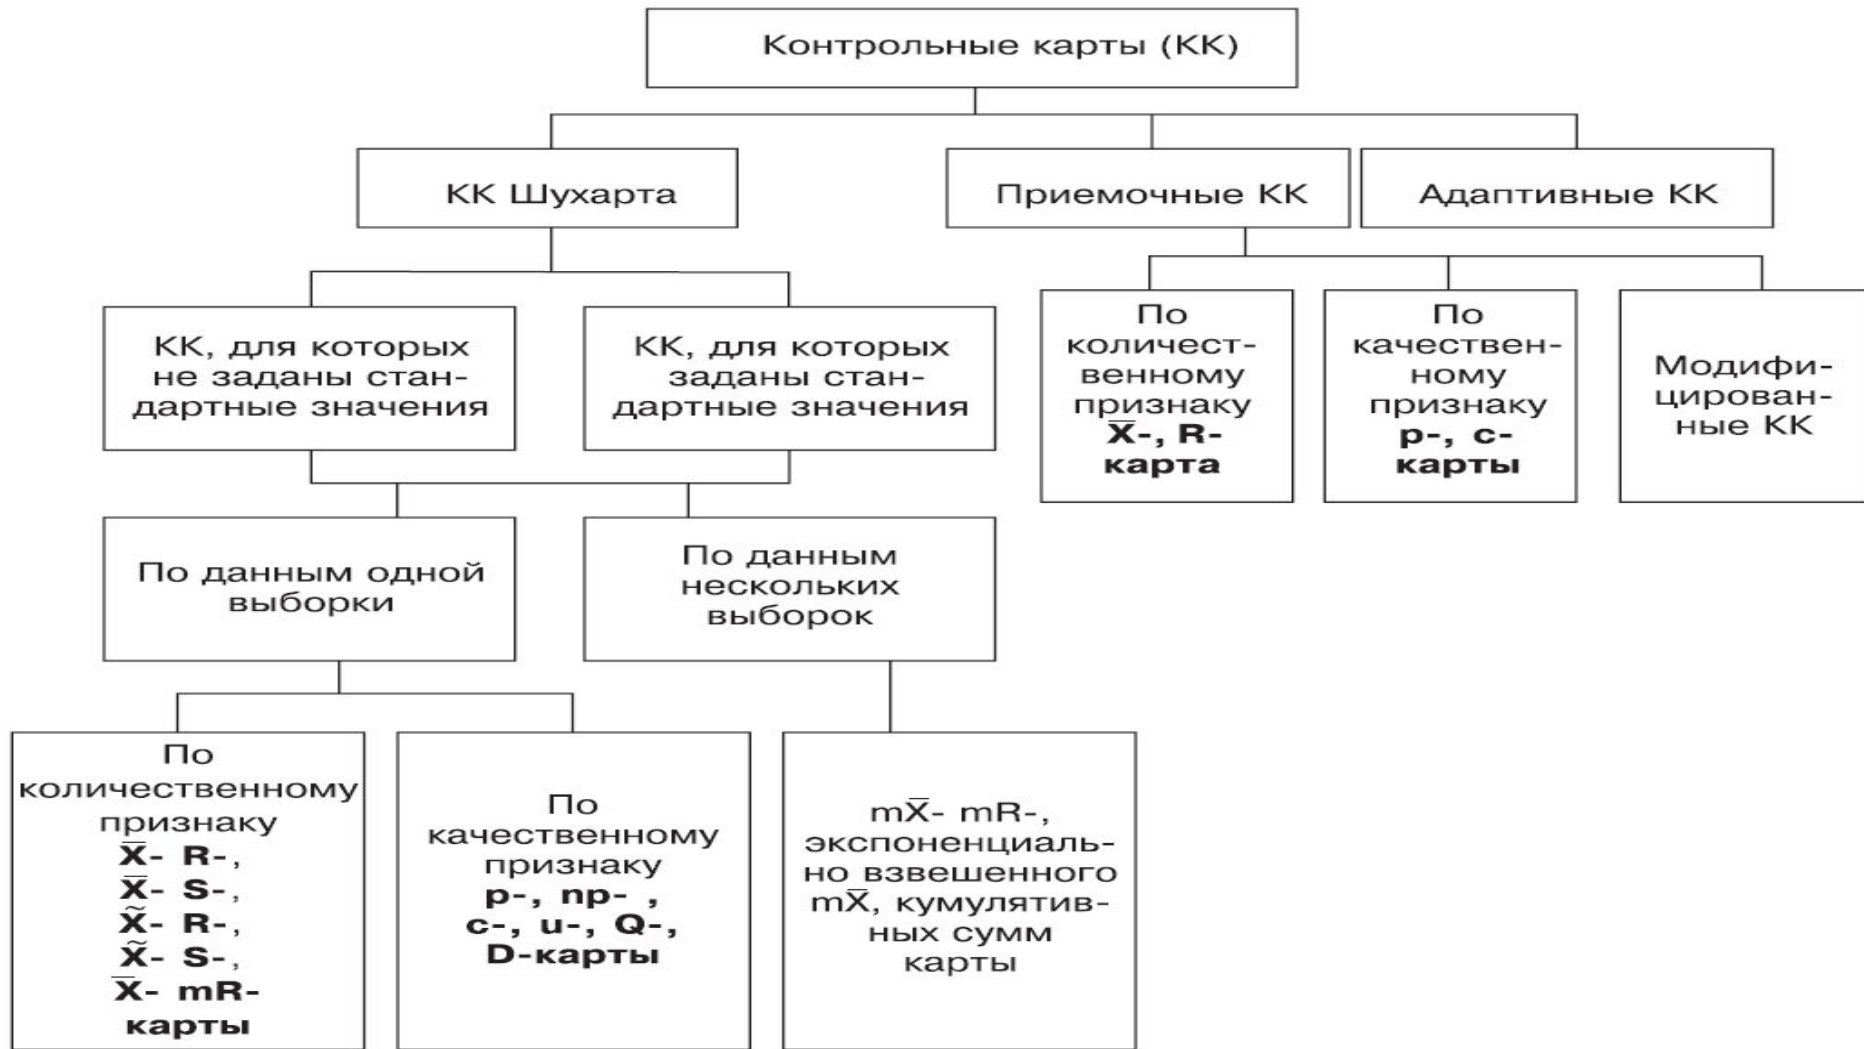 Контрольные карты (КК)
КК Шухарта
Приемочные КК
Адаптивные КК
КК, для которых
не заданы стан-
дартные значения
КК, для которых
заданы стан-
дартные значения
По
количест-
венному
признаку
X̅-, R-
карта
По
качествен-
ному
признаку
p-, c-
карты
Модифи-
цирован-
ные КК
По данным одной
выборки
По данным
нескольких
выборок
По
количественному
признаку
X̅- R-,
X̅- S-,
X̃- R-,
X̃- S-,
X̅- mR-
карты
По
качественному
признаку
p-, np- ,
c-, u-, Q-,
D-карты
mX̅- mR-,
экспоненциаль-
но взвешенного
mX̅, кумулятив-
ных сумм
карты